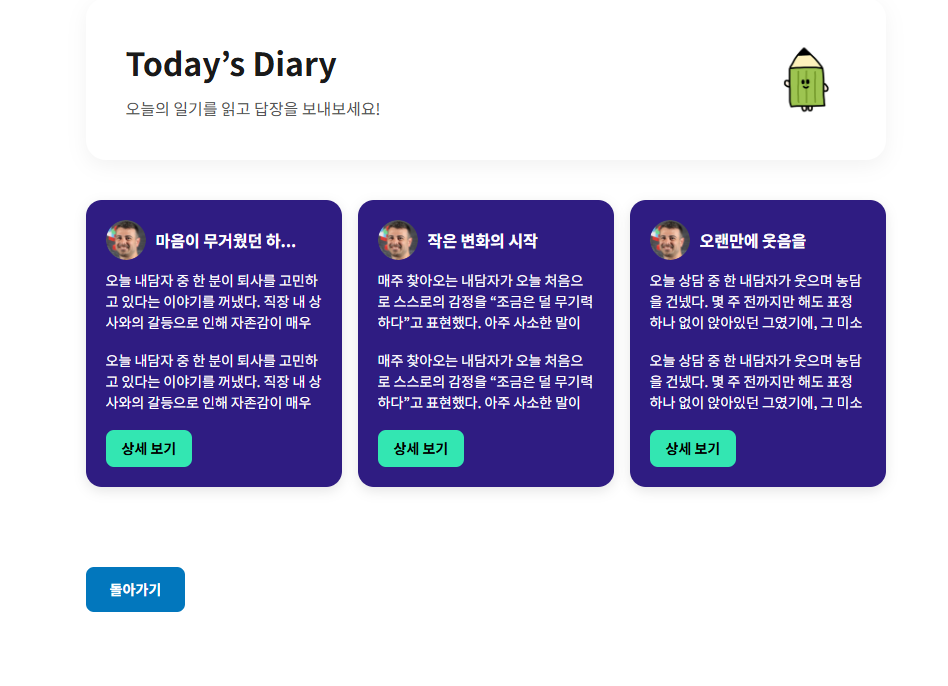 Today’s Diary
오늘의 일기를 읽고 답장을 보내보세요!
마음이 무거웠던 하...
오늘 내담자 중 한 분이 퇴사를 고민하
고 있다는 이야기를 꺼냈다. 직장 내 상
사와의 갈등으로 인해 자존감이 매우
오늘 내담자 중 한 분이 퇴사를 고민하
고 있다는 이야기를 꺼냈다. 직장 내 상
사와의 갈등으로 인해 자존감이 매우
상세 보기
작은 변화의 시작
매주 찾아오는 내담자가 오늘 처음으
로 스스로의 감정을 “조금은 덜 무기력
하다”고 표현했다. 아주 사소한 말이
매주 찾아오는 내담자가 오늘 처음으
로 스스로의 감정을 “조금은 덜 무기력
하다”고 표현했다. 아주 사소한 말이
상세 보기
오랜만에 웃음을
오늘 상담 중 한 내담자가 웃으며 농담
을 건넸다. 몇 주 전까지만 해도 표정
하나 없이 앉아있던 그였기에, 그 미소
오늘 상담 중 한 내담자가 웃으며 농담
을 건넸다. 몇 주 전까지만 해도 표정
하나 없이 앉아있던 그였기에, 그 미소
상세 보기
돌아가기